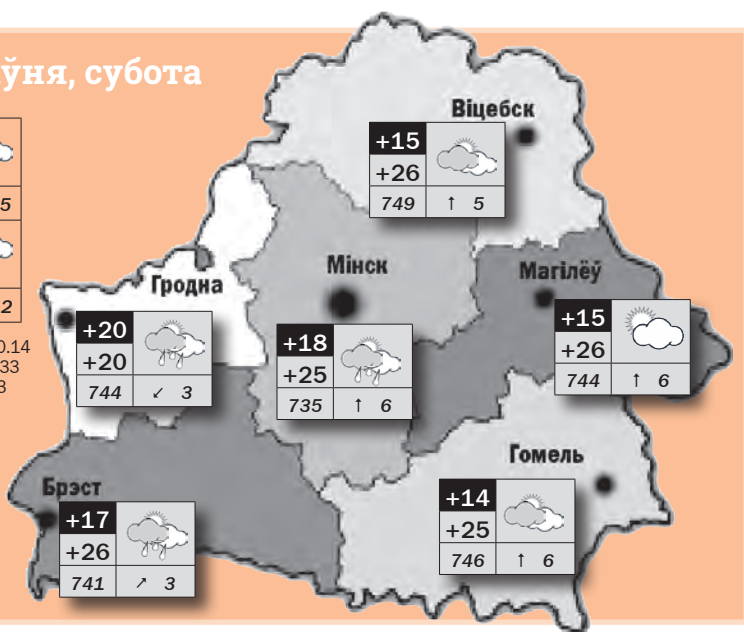 ўня, субота
5
2
0.14
33
3
Віцебск
+15
+26
749 ↑ 5
Мінск
+18
+25
735 ↑ 6
Магілёў
+15
+26
744 ↑ 6
Гродна
+20
+20
744 ↙ 3
Гомель
+14
+25
746 ↑ 6
Брэст
+17
+26
741 ↗ 3